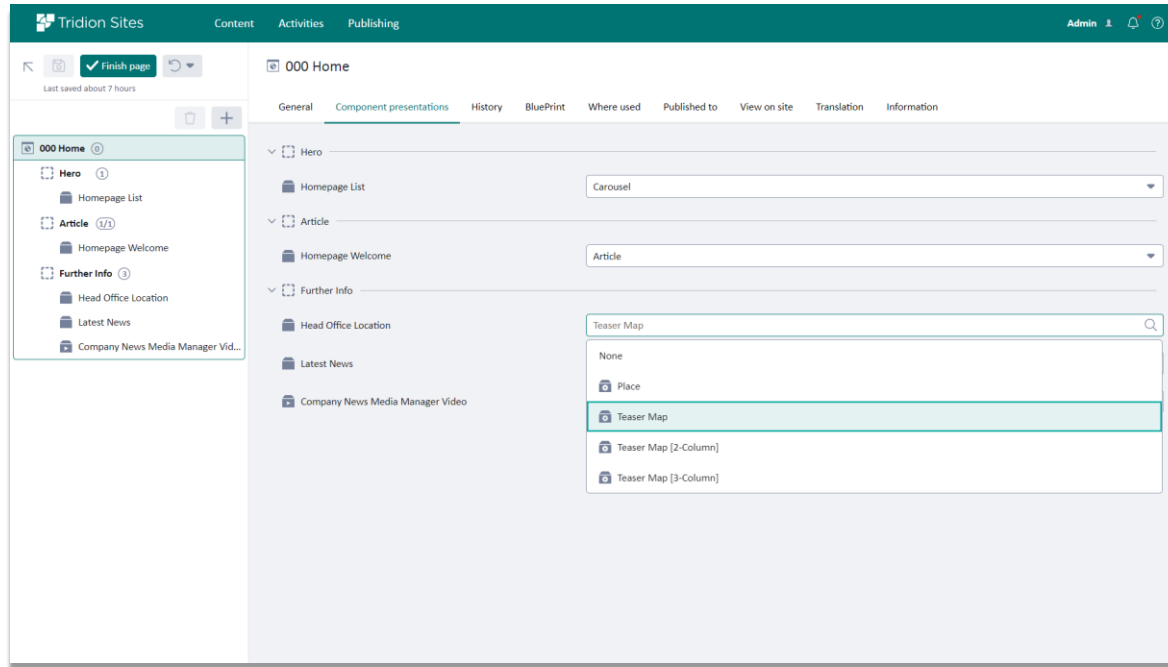 Tridion Sites
Content Activities Publishing
Admin
Finish page
Last saved about 7 hours
000 Home
General Component presentations History BluePrint Where used Published to View on site Translation Information
000 Home 0
Hero 1
Homepage List
Article 1/1
Homepage Welcome
Further Info 3
Head Office Location
Latest News
Company News Media Manager Vid...
Hero
Homepage List Carousel
Article
Homepage Welcome Article
Further Info
Head Office Location Teaser Map
Latest News
Company News Media Manager Video
None
Place
Teaser Map
Teaser Map [2-Column]
Teaser Map [3-Column]